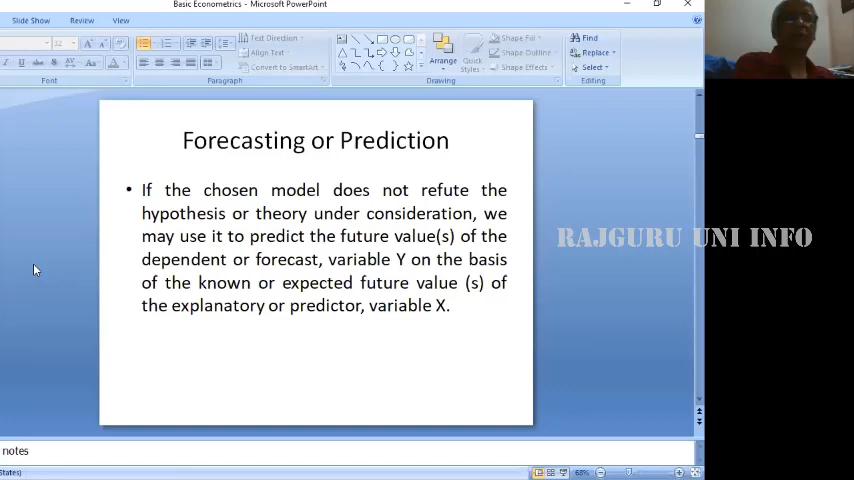 Basic Econometrics - Microsoft PowerPoint
Slide Show Review View
32 A A Aa A Text Direction Align Text Convert to SmartArt Arrange Quick Styles Shape Fill Shape Outline Shape Effects Find Replace Select
Font Paragraph Drawing Editing
Forecasting or Prediction
• If the chosen model does not refute the
hypothesis or theory under consideration, we
may use it to predict the future value(s) of the
dependent or forecast, variable Y on the basis
of the known or expected future value (s) of
the explanatory or predictor, variable X.
RAJGURU UNI INFO
notes
States)
68%